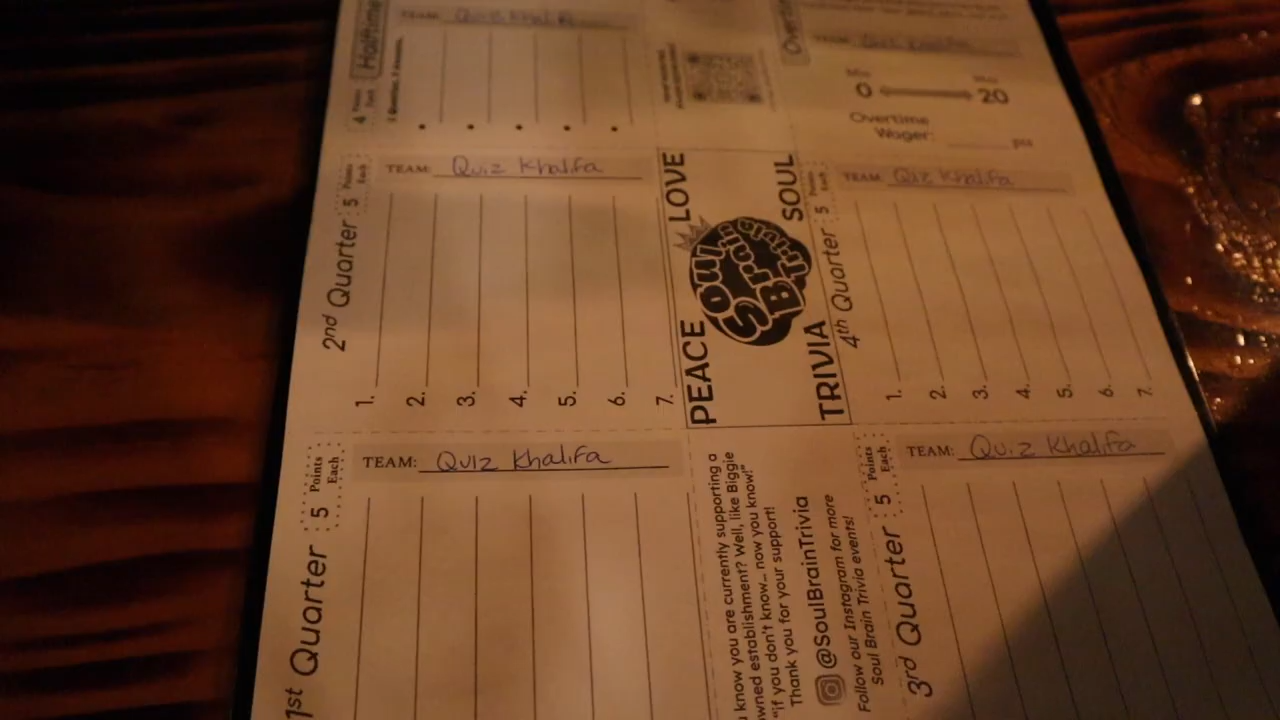 Halftime
4
TEAM: Quiz Khalifa
2nd Quarter
5 Points Each
TEAM: Quiz Khalifa
1.
2.
3.
4.
5.
6.
7.
1st Quarter
5 Points Each
TEAM: Quiz Khalifa
PEACE LOVE
Soul
Brain
Trivia
TRIVIA SOUL
know you are currently supporting a
owned establishment? Well, like Biggie
"if you don't know... now you know!"
Thank you for your support!
@SoulBrainTrivia
Follow our Instagram for more
Soul Brain Trivia events!
0 20
Overtime
Wager: pts
4th Quarter
5 Points Each
TEAM: Quiz Khalifa
1.
2.
3.
4.
5.
6.
7.
3rd Quarter
5 Points Each
TEAM: Quiz Khalifa